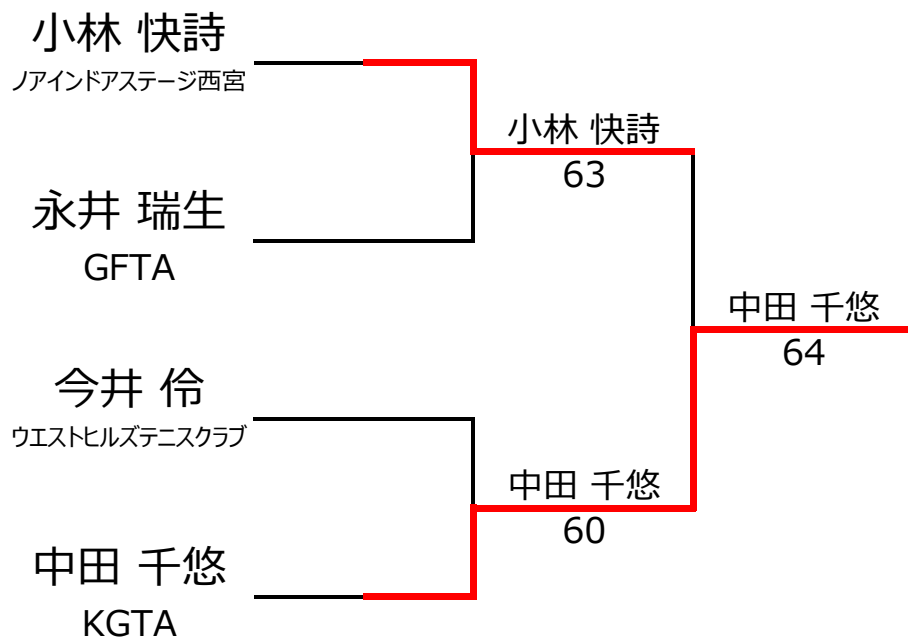 小林 快詩
ノアインドアステージ西宮
小林 快詩
63
永井 瑞生
GFTA
中田 千悠
64
今井 伶
ウエストヒルズテニスクラブ
中田 千悠
60
中田 千悠
KGTA